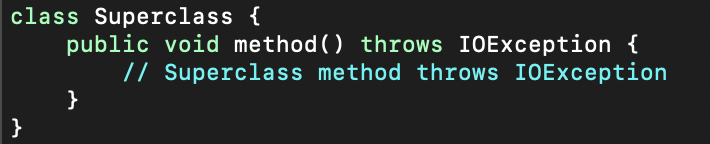 class Superclass {
    public void method() throws IOException {
        // Superclass method throws IOException
    }
}